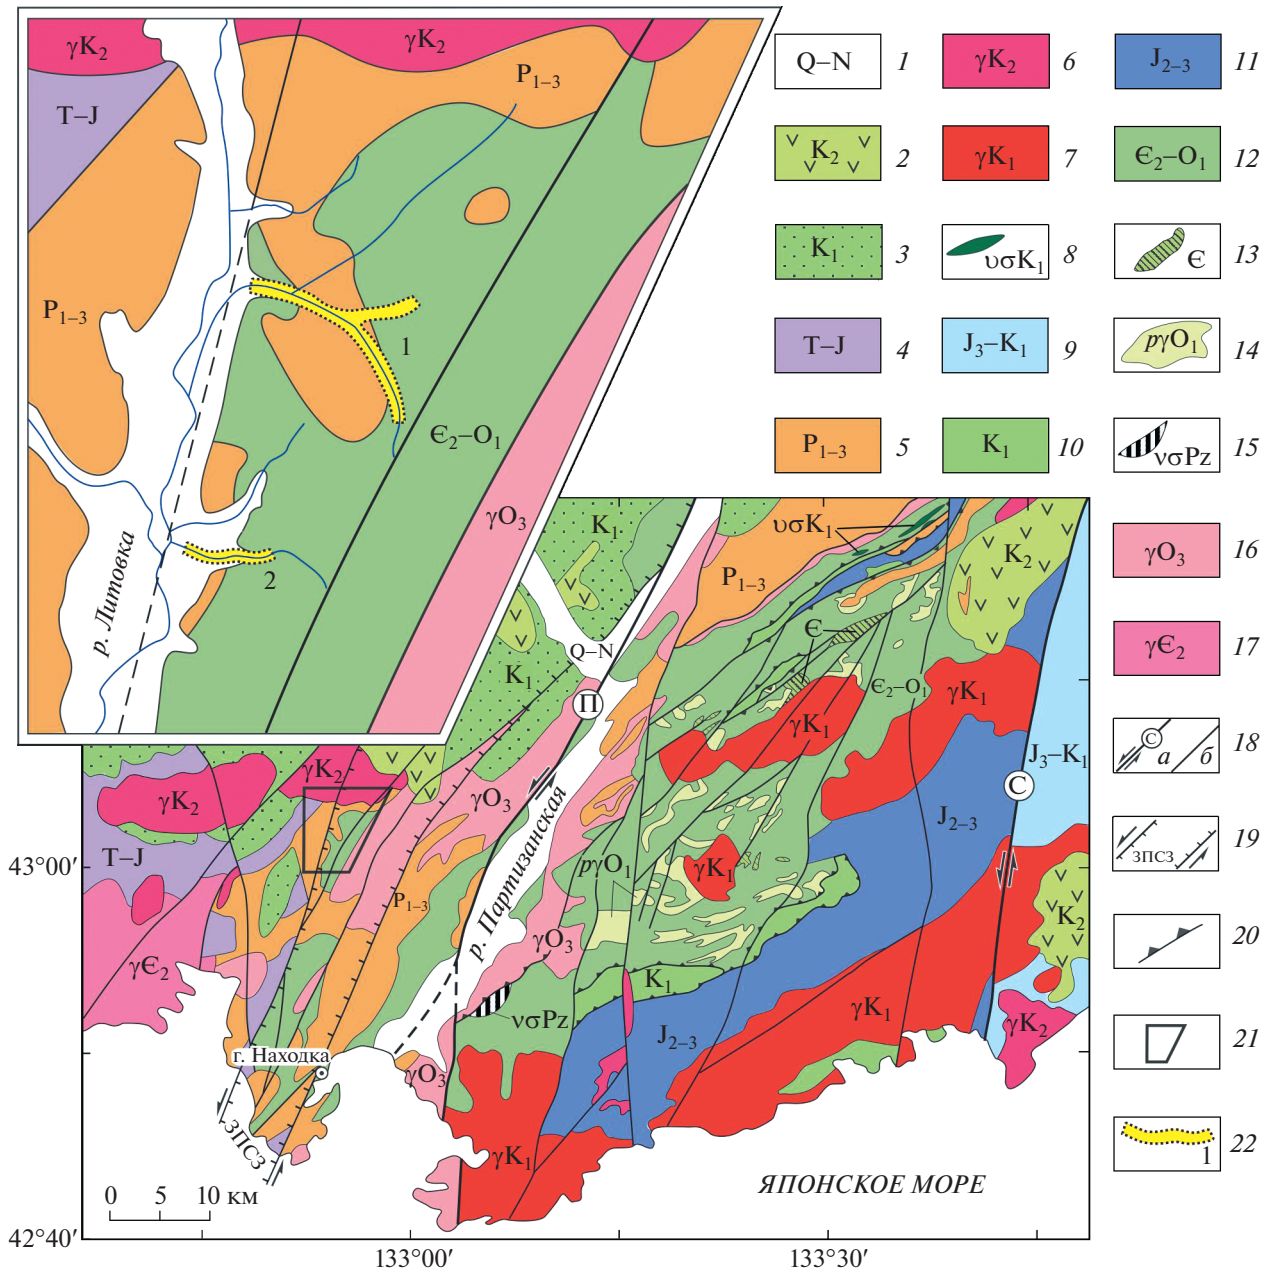 γK₂
γK₂
P₁₋₃
T–J
P₁₋₃
1
Є₂–O₁
γO₃
2
р. Литовка
Q–N 1
K₂ 2
K₁ 3
T–J 4
P₁₋₃ 5
γK₂ 6
γK₁ 7
υσK₁ 8
J₃–K₁ 9
K₁ 10
J₂₋₃ 11
Є₂–O₁ 12
Є 13
pγO₁ 14
νσPz 15
γO₃ 16
γЄ₂ 17
С а б 18
ЗПСЗ 19
20
21
1 22
K₁
υσK₁
P₁₋₃
K₂
K₂
Є
Q–N
K₁
П
Є₂–O₁
γK₁
γK₁
J₃–K₁
С
γK₂
γK₂
γO₃
J₂₋₃
T–J
р. Партизанская
pγO₁
γK₁
P₁₋₃
K₂
γO₃
γЄ₂
K₁
γK₁
νσPz
J₂₋₃
γK₂
г. Находка
γO₃
ЗПСЗ
γK₁
ЯПОНСКОЕ МОРЕ
0 5 10 км
43°00′
42°40′
133°00′
133°30′